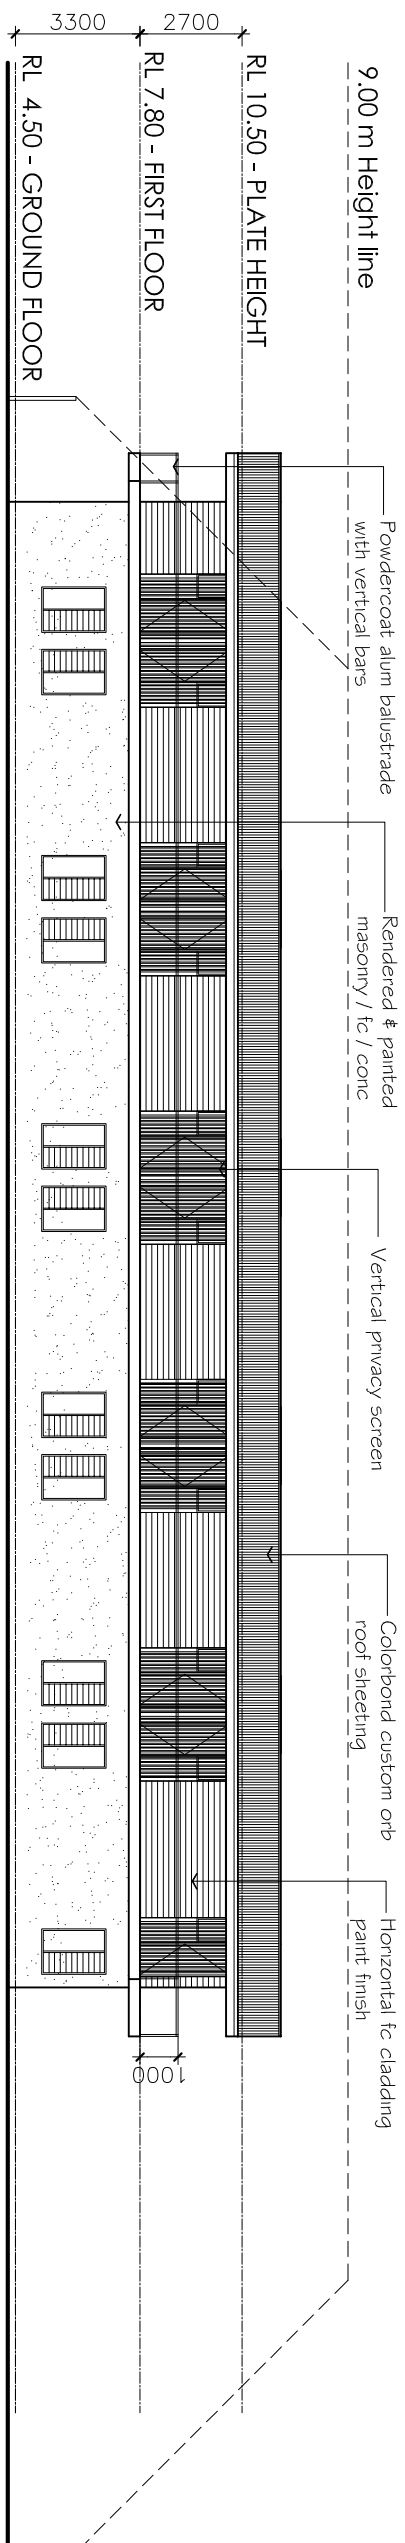 9.00 m Height line
RL 10.50 - PLATE HEIGHT
RL 7.80 - FIRST FLOOR
RL 4.50 - GROUND FLOOR
2700
3300
Powdercoat alum balustrade
with vertical bars
Rendered & painted
masonry / fc / conc
Vertical privacy screen
Colorbond custom orb
roof sheeting
Horizontal fc cladding
paint finish
1000